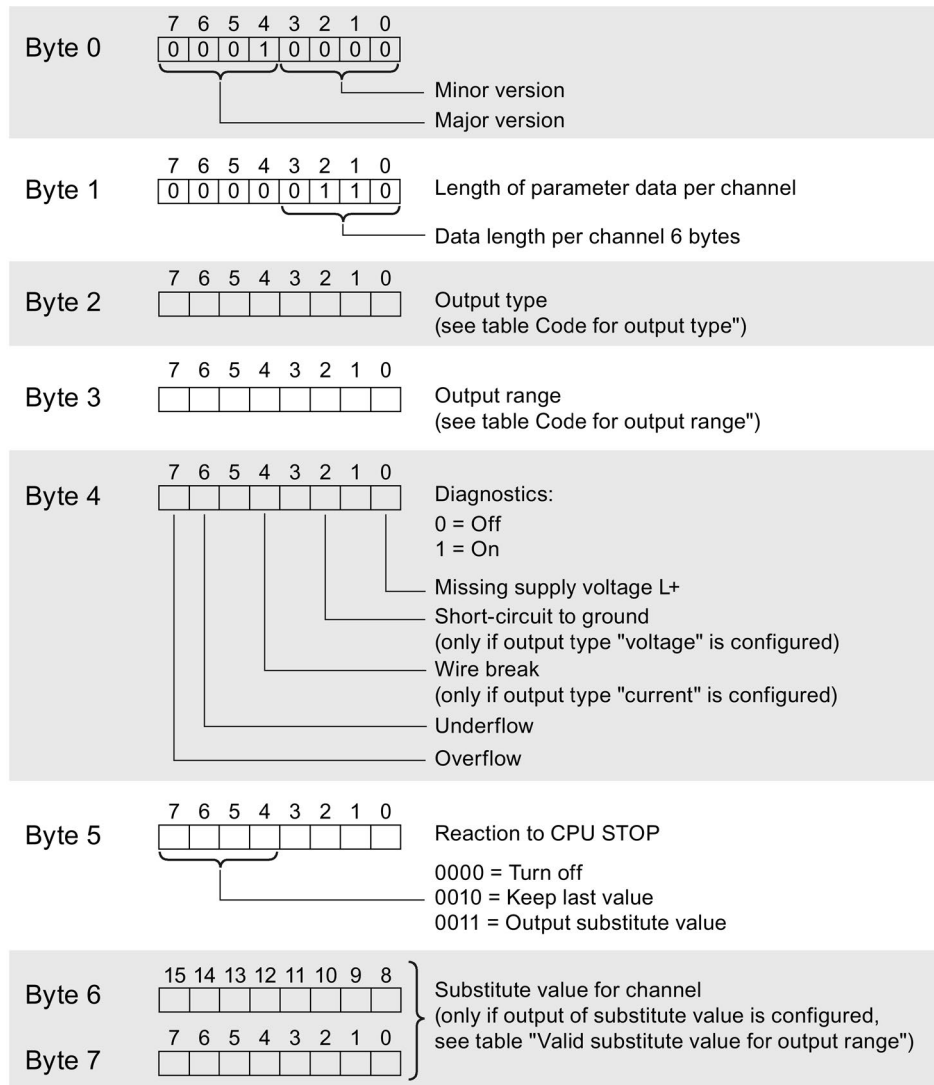 7 6 5 4 3 2 1 0
Byte 0
0 0 0 1 0 0 0 0
Minor version
Major version
7 6 5 4 3 2 1 0
Byte 1
0 0 0 0 0 1 1 0
Length of parameter data per channel
Data length per channel 6 bytes
7 6 5 4 3 2 1 0
Byte 2
Output type
(see table Code for output type")
7 6 5 4 3 2 1 0
Byte 3
Output range
(see table Code for output range")
7 6 5 4 3 2 1 0
Byte 4
Diagnostics:
0 = Off
1 = On
Missing supply voltage L+
Short-circuit to ground
(only if output type "voltage" is configured)
Wire break
(only if output type "current" is configured)
Underflow
Overflow
7 6 5 4 3 2 1 0
Byte 5
Reaction to CPU STOP
0000 = Turn off
0010 = Keep last value
0011 = Output substitute value
15 14 13 12 11 10 9 8
Byte 6
Substitute value for channel
(only if output of substitute value is configured,
see table "Valid substitute value for output range")
7 6 5 4 3 2 1 0
Byte 7